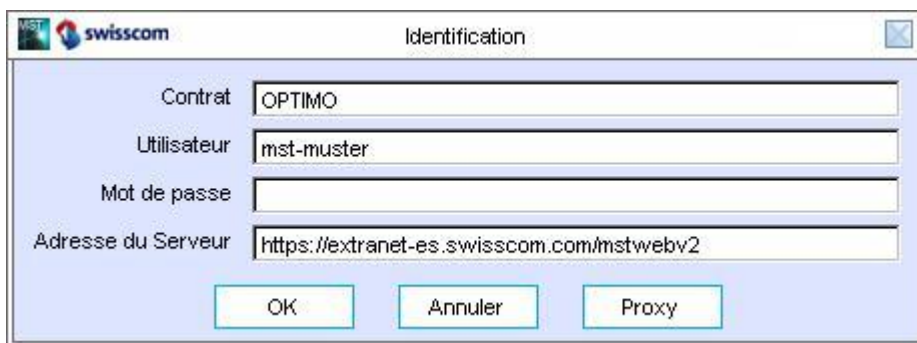 MST swisscom Identification
Contrat OPTIMO
Utilisateur mst-muster
Mot de passe
Adresse du Serveur https://extranet-es.swisscom.com/mstwebv2
OK Annuler Proxy